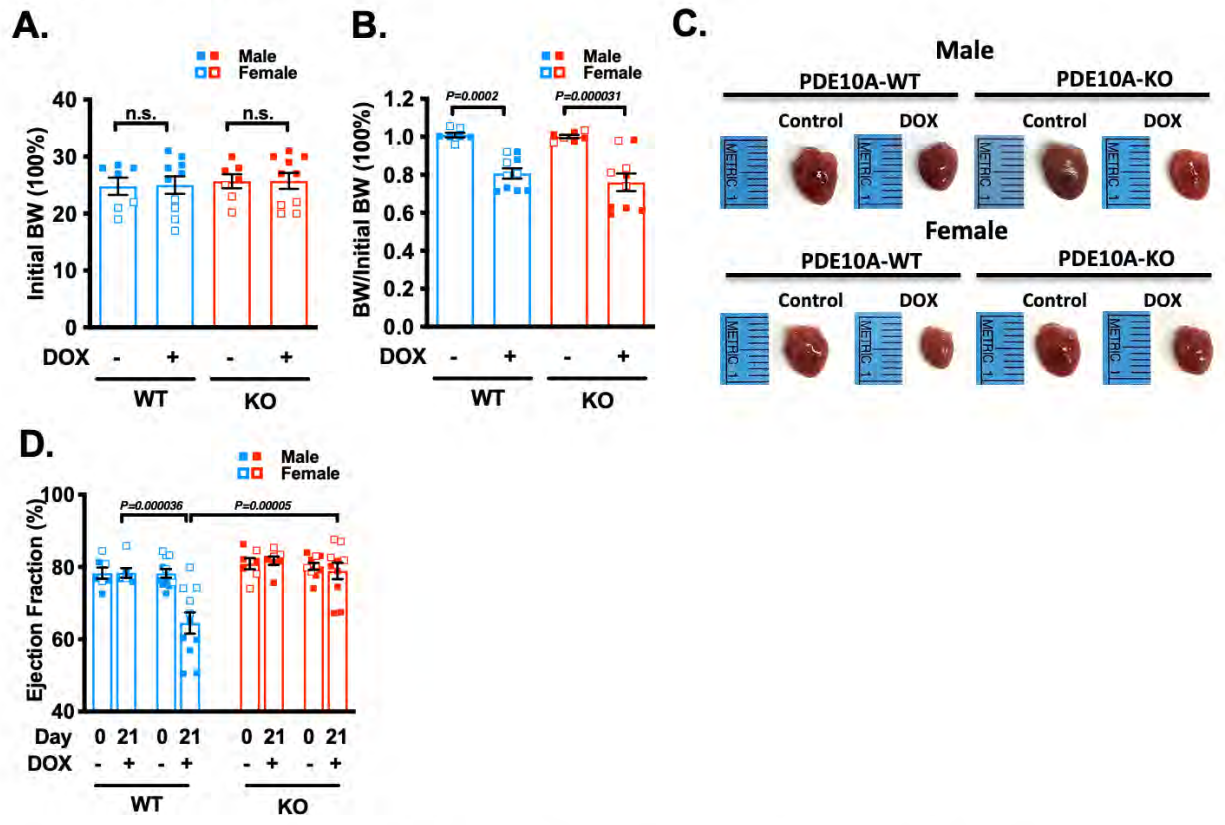 A.
Male
Female
Initial BW (100%)
40
30
20
10
0
n.s.
n.s.
DOX - + - +
WT KO
B.
Male
Female
BW/Initial BW (100%)
1.2
1.0
0.8
0.6
0.4
0.2
0.0
P=0.0002 P=0.000031
DOX - + - +
WT KO
C.
Male
PDE10A-WT PDE10A-KO
Control DOX Control DOX
METRIC 1 METRIC 1 METRIC 1 METRIC 1
Female
PDE10A-WT PDE10A-KO
Control DOX Control DOX
METRIC 1 METRIC 1 METRIC 1 METRIC 1
D.
Male
Female
Ejection Fraction (%)
100
80
60
40
P=0.000036 P=0.00005
Day 0 21 0 21 0 21 0 21
DOX - + - + - + - +
WT KO